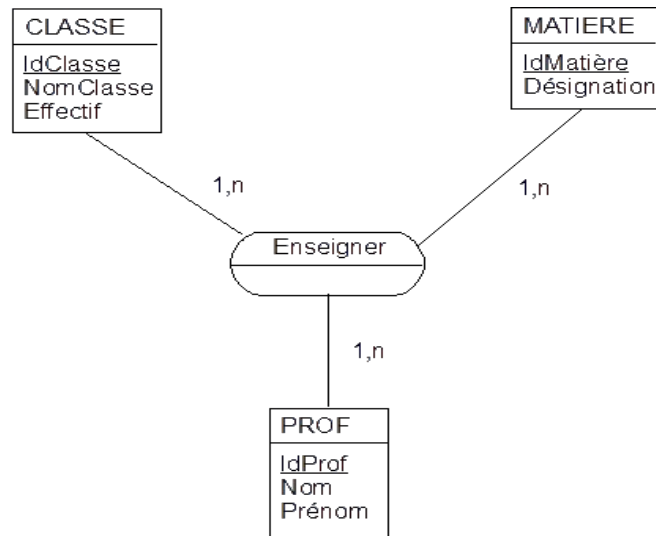 CLASSE
IdClasse
NomClasse
Effectif
MATIERE
IdMatière
Désignation
1,n
1,n
Enseigner
1,n
PROF
IdProf
Nom
Prénom